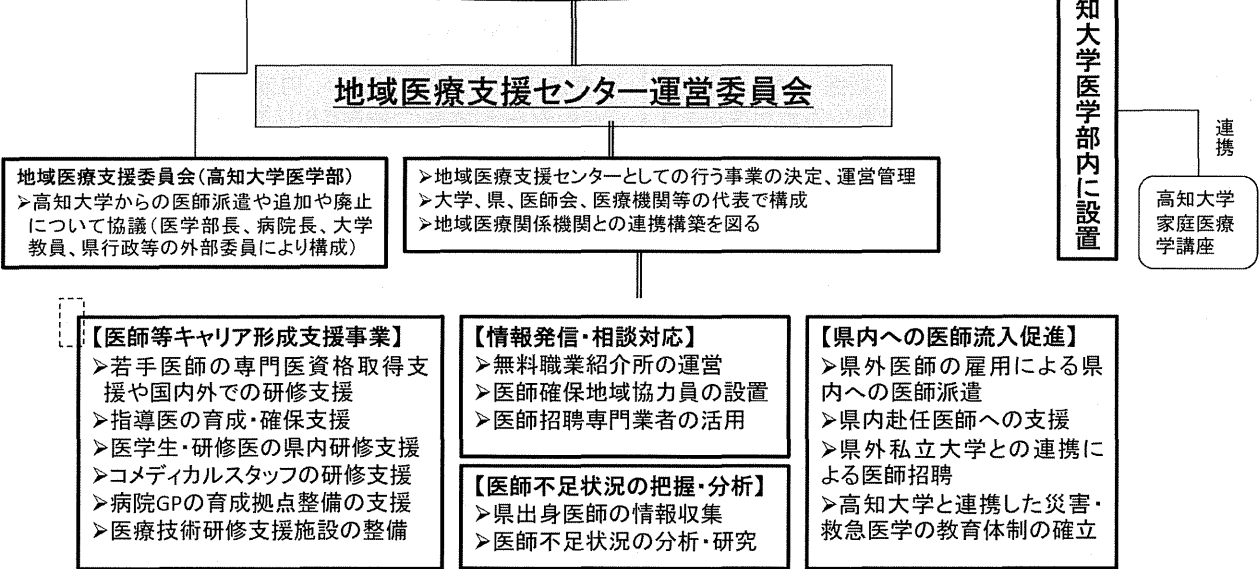 地域医療支援センター運営委員会
地域医療支援委員会(高知大学医学部)
➢高知大学からの医師派遣や追加や廃止
について協議(医学部長、病院長、大学
教員、県行政等の外部委員により構成)
➢地域医療支援センターとしての行う事業の決定、運営管理
➢大学、県、医師会、医療機関等の代表で構成
➢地域医療関係機関との連携構築を図る
知大学医学部内に設置
連携
高知大学
家庭医療
学講座
【医師等キャリア形成支援事業】
➢若手医師の専門医資格取得支
援や国内外での研修支援
➢指導医の育成・確保支援
➢医学生・研修医の県内研修支援
➢コメディカルスタッフの研修支援
➢病院GPの育成拠点整備の支援
➢医療技術研修支援施設の整備
【情報発信・相談対応】
➢無料職業紹介所の運営
➢医師確保地域協力員の設置
➢医師招聘専門業者の活用
【医師不足状況の把握・分析】
➢県出身医師の情報収集
➢医師不足状況の分析・研究
【県内への医師流入促進】
➢県外医師の雇用による県
内への医師派遣
➢県内赴任医師への支援
➢県外私立大学との連携に
よる医師招聘
➢高知大学と連携した災害・
救急医学の教育体制の確立